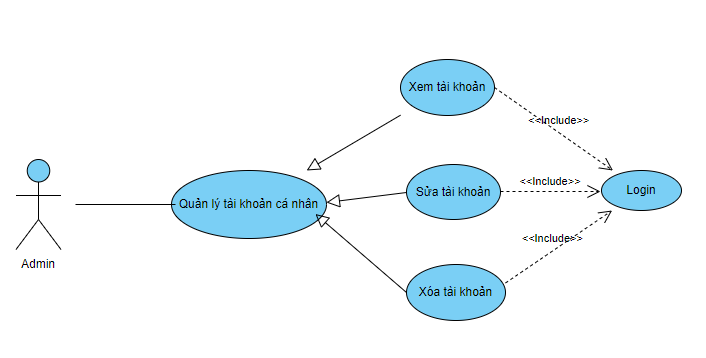 Xem tài khoản
<<Include>>
Quản lý tài khoản cá nhân
Sửa tài khoản
<<Include>>
Login
<<Include>>
Admin
Xóa tài khoản